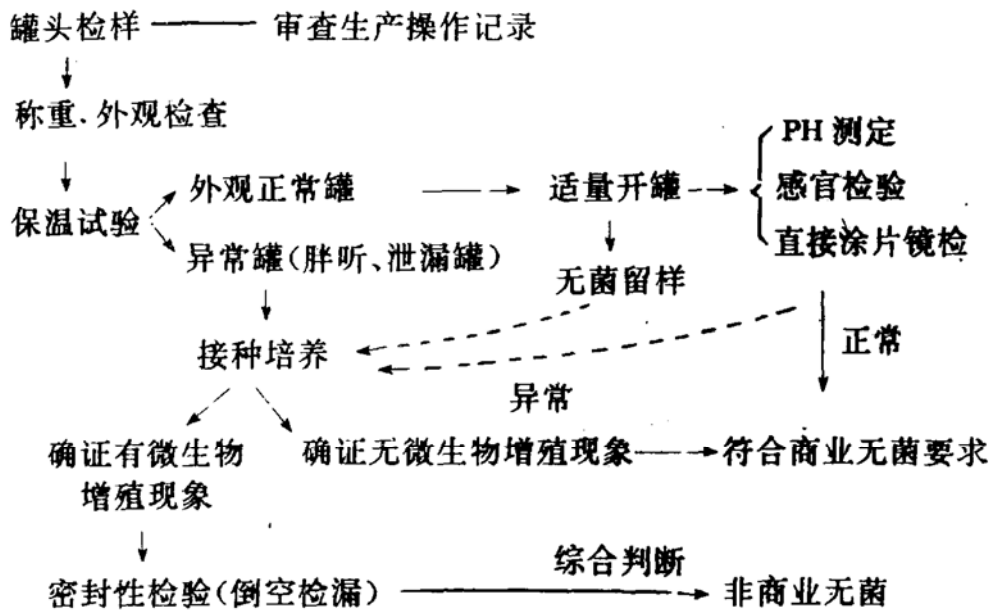 罐头检样 审查生产操作记录
称重、外观检查
PH 测定
外观正常罐 适量开罐 感官检验
保温试验
异常罐(胖听、泄漏罐) 直接涂片镜检
无菌留样
接种培养 正常
异常
确证有微生物 确证无微生物增殖现象 符合商业无菌要求
增殖现象
综合判断
密封性检验(倒空检漏) 非商业无菌